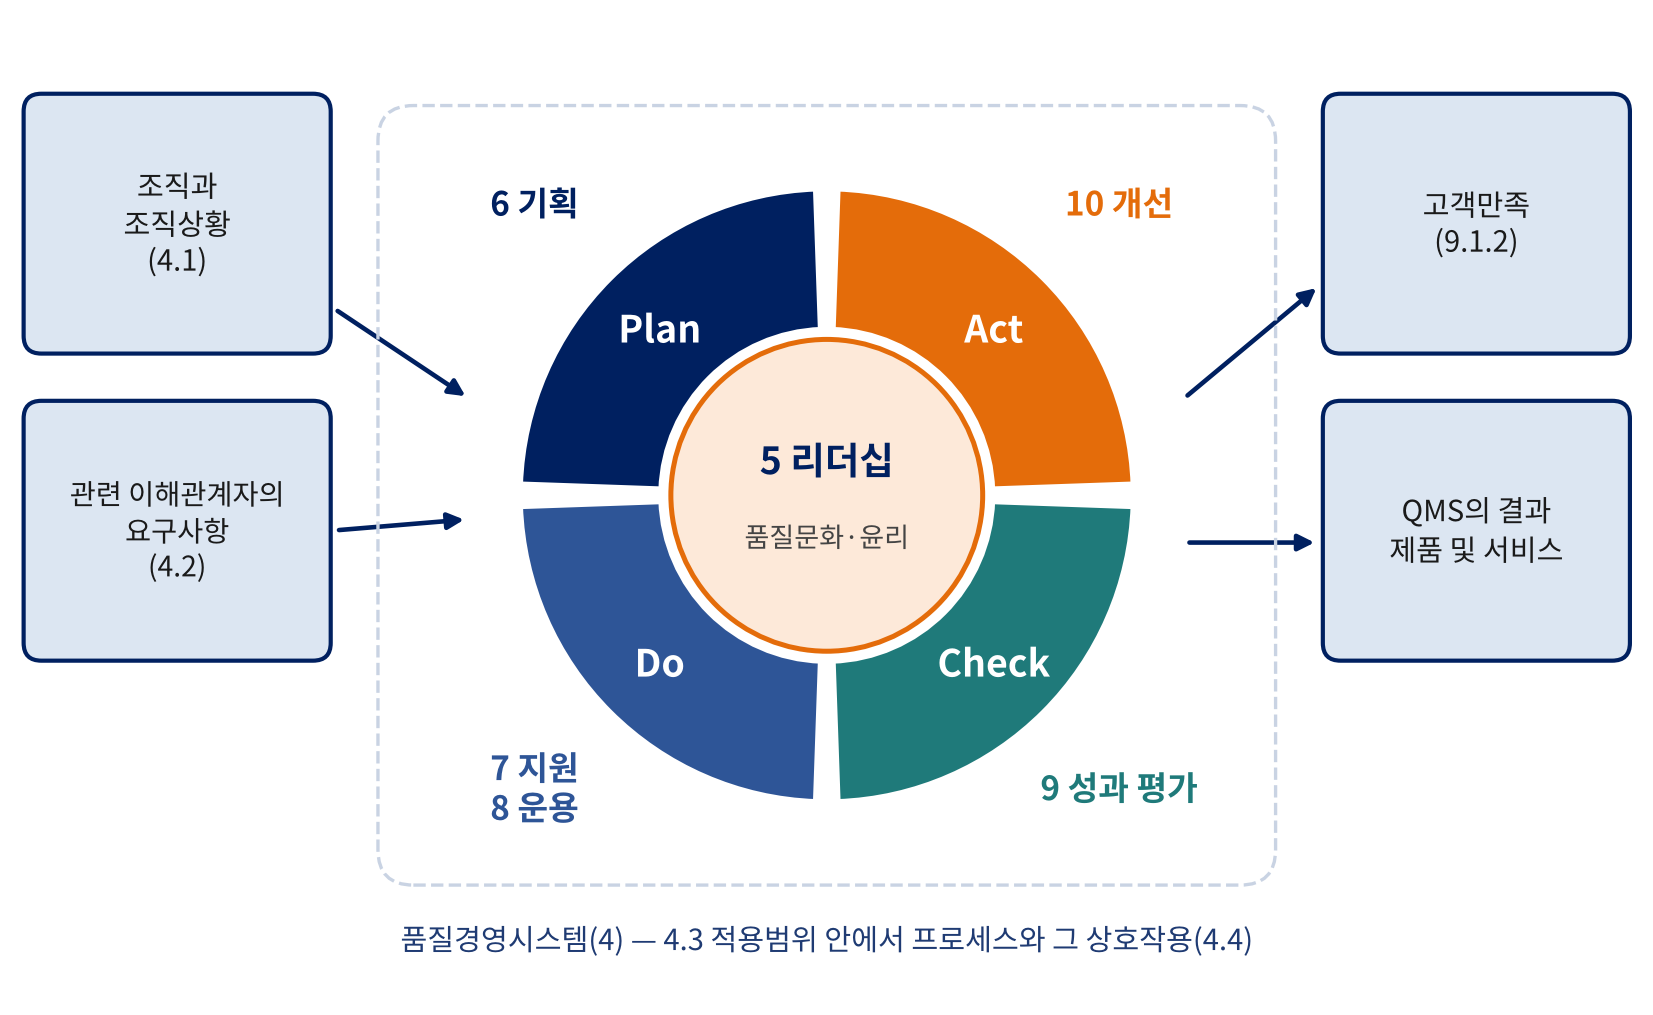 조직과
조직상황
(4.1)
관련 이해관계자의
요구사항
(4.2)
6 기획
10 개선
Plan
Act
5 리더십
품질문화·윤리
Do
Check
7 지원
8 운용
9 성과 평가
고객만족
(9.1.2)
QMS의 결과
제품 및 서비스
품질경영시스템(4) — 4.3 적용범위 안에서 프로세스와 그 상호작용(4.4)